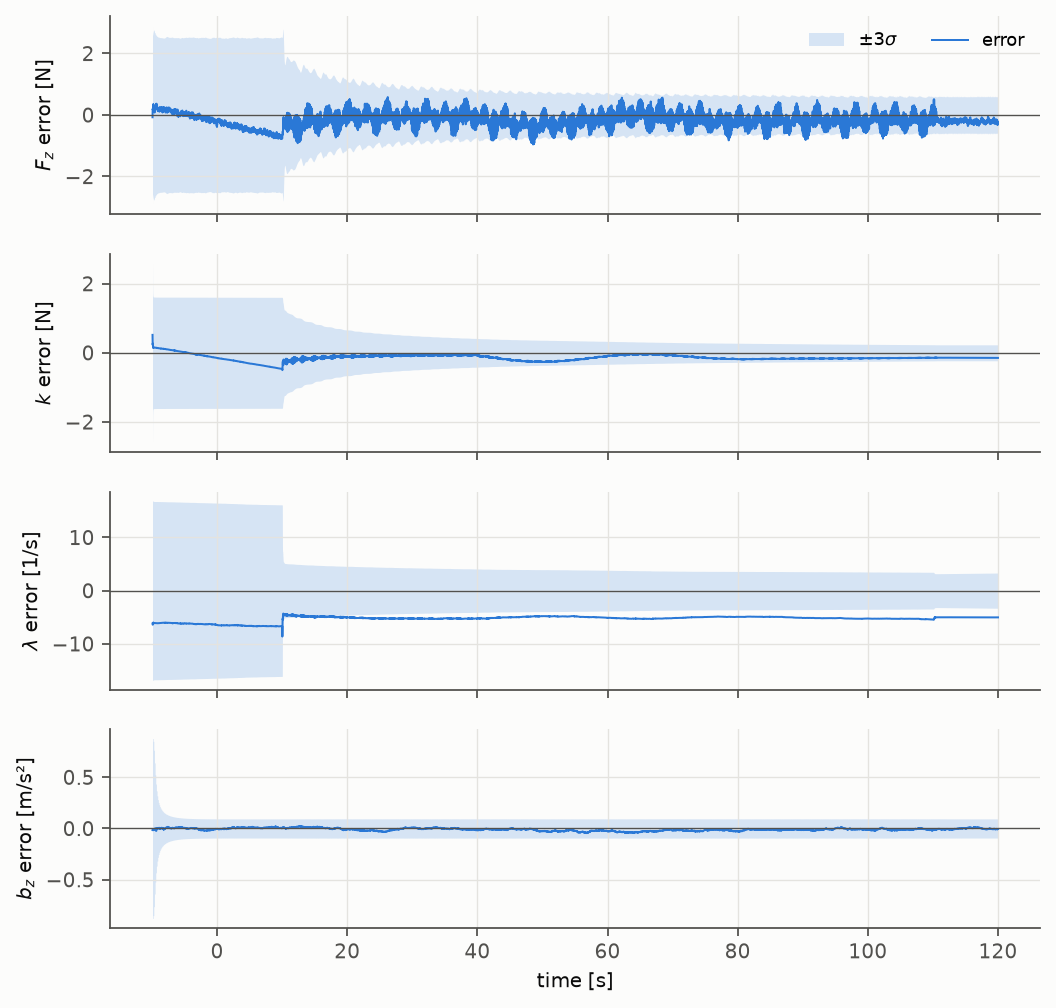 ±3σ error
F_z error [N]
2
0
−2
k error [N]
2
0
−2
λ error [1/s]
10
0
−10
b_z error [m/s²]
0.5
0.0
−0.5
0 20 40 60 80 100 120
time [s]